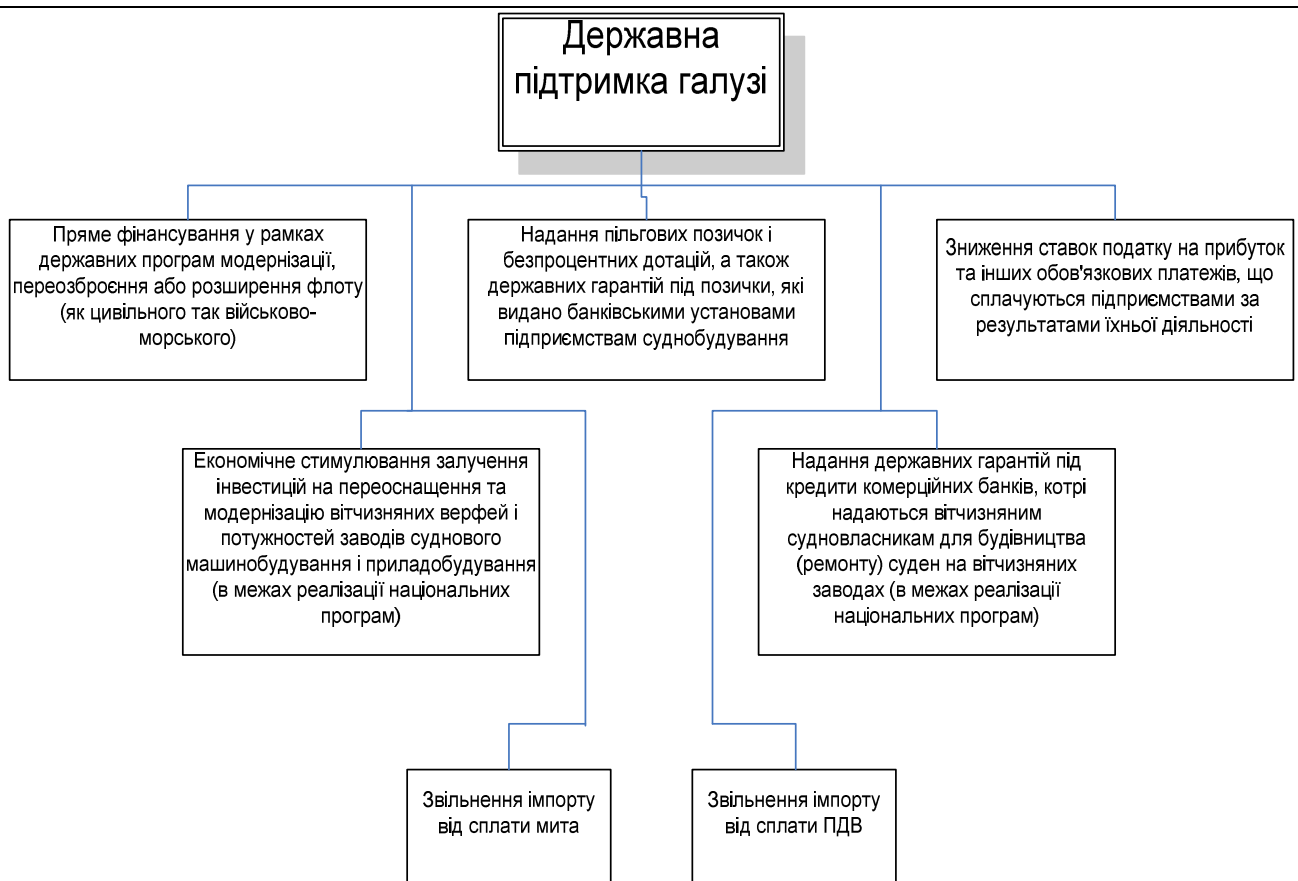 Державна
підтримка галузі
Пряме фінансування у рамках
державних програм модернізації,
переозброєння або розширення флоту
(як цивільного так військово-
морського)
Надання пільгових позичок і
безпроцентних дотацій, а також
державних гарантій під позички, які
видано банківськими установами
підприємствам суднобудування
Зниження ставок податку на прибуток
та інших обов'язкових платежів, що
сплачуються підприємствами за
результатами їхньої діяльності
Економічне стимулювання залучення
інвестицій на переоснащення та
модернізацію вітчизняних верфей і
потужностей заводів суднового
машинобудування і приладобудування
(в межах реалізації національних
програм)
Надання державних гарантій під
кредити комерційних банків, котрі
надаються вітчизняним
судновласникам для будівництва
(ремонту) суден на вітчизняних
заводах (в межах реалізації
національних програм)
Звільнення імпорту
від сплати мита
Звільнення імпорту
від сплати ПДВ